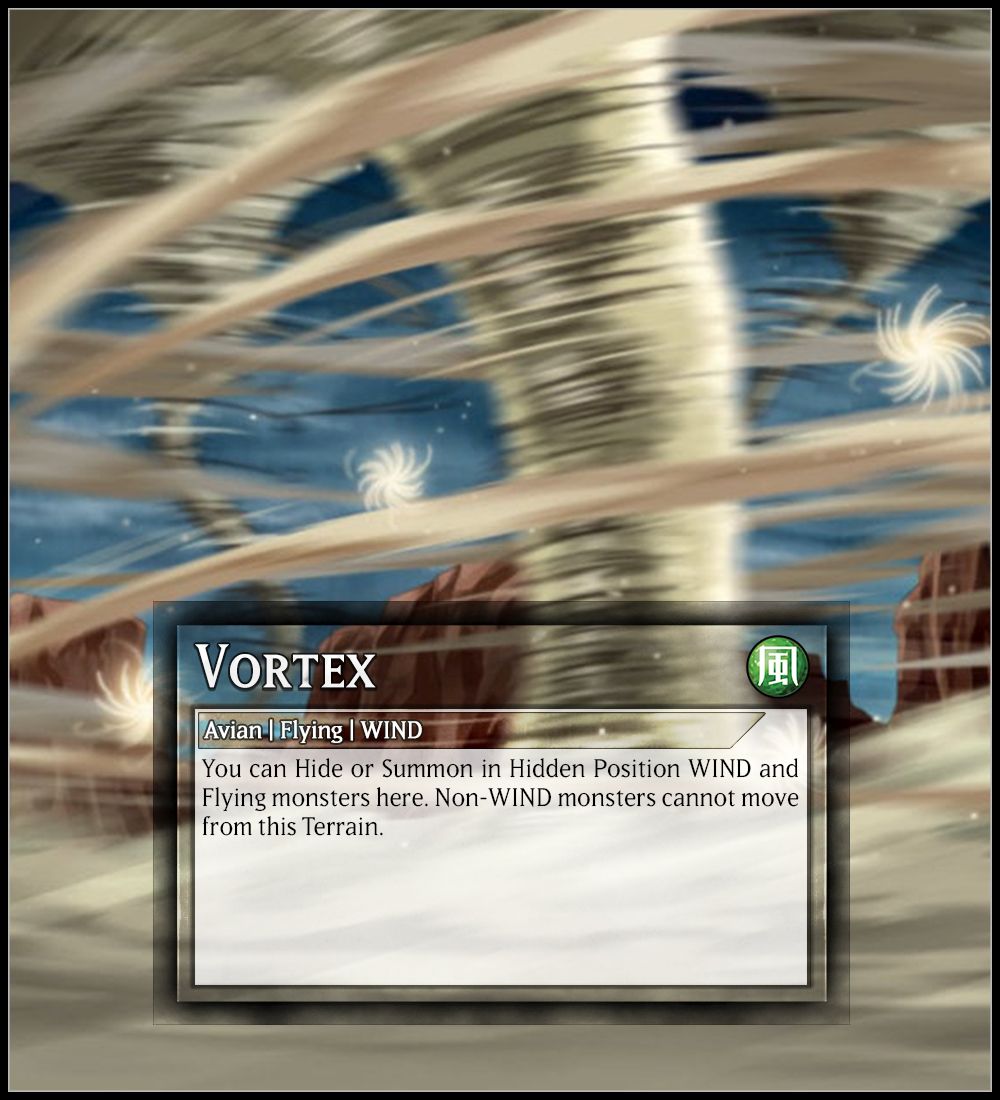 Vortex
風
Avian | Flying | WIND
You can Hide or Summon in Hidden Position WIND and
Flying monsters here. Non-WIND monsters cannot move
from this Terrain.